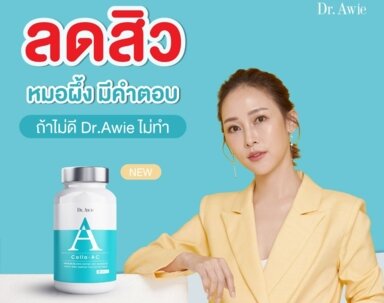 Dr. Awie
ลดสิว
หมอผึ้ง มีคำตอบ
ถ้าไม่ดี Dr.Awie ไม่ทำ
NEW
Dr. Awie
A
Cello AC